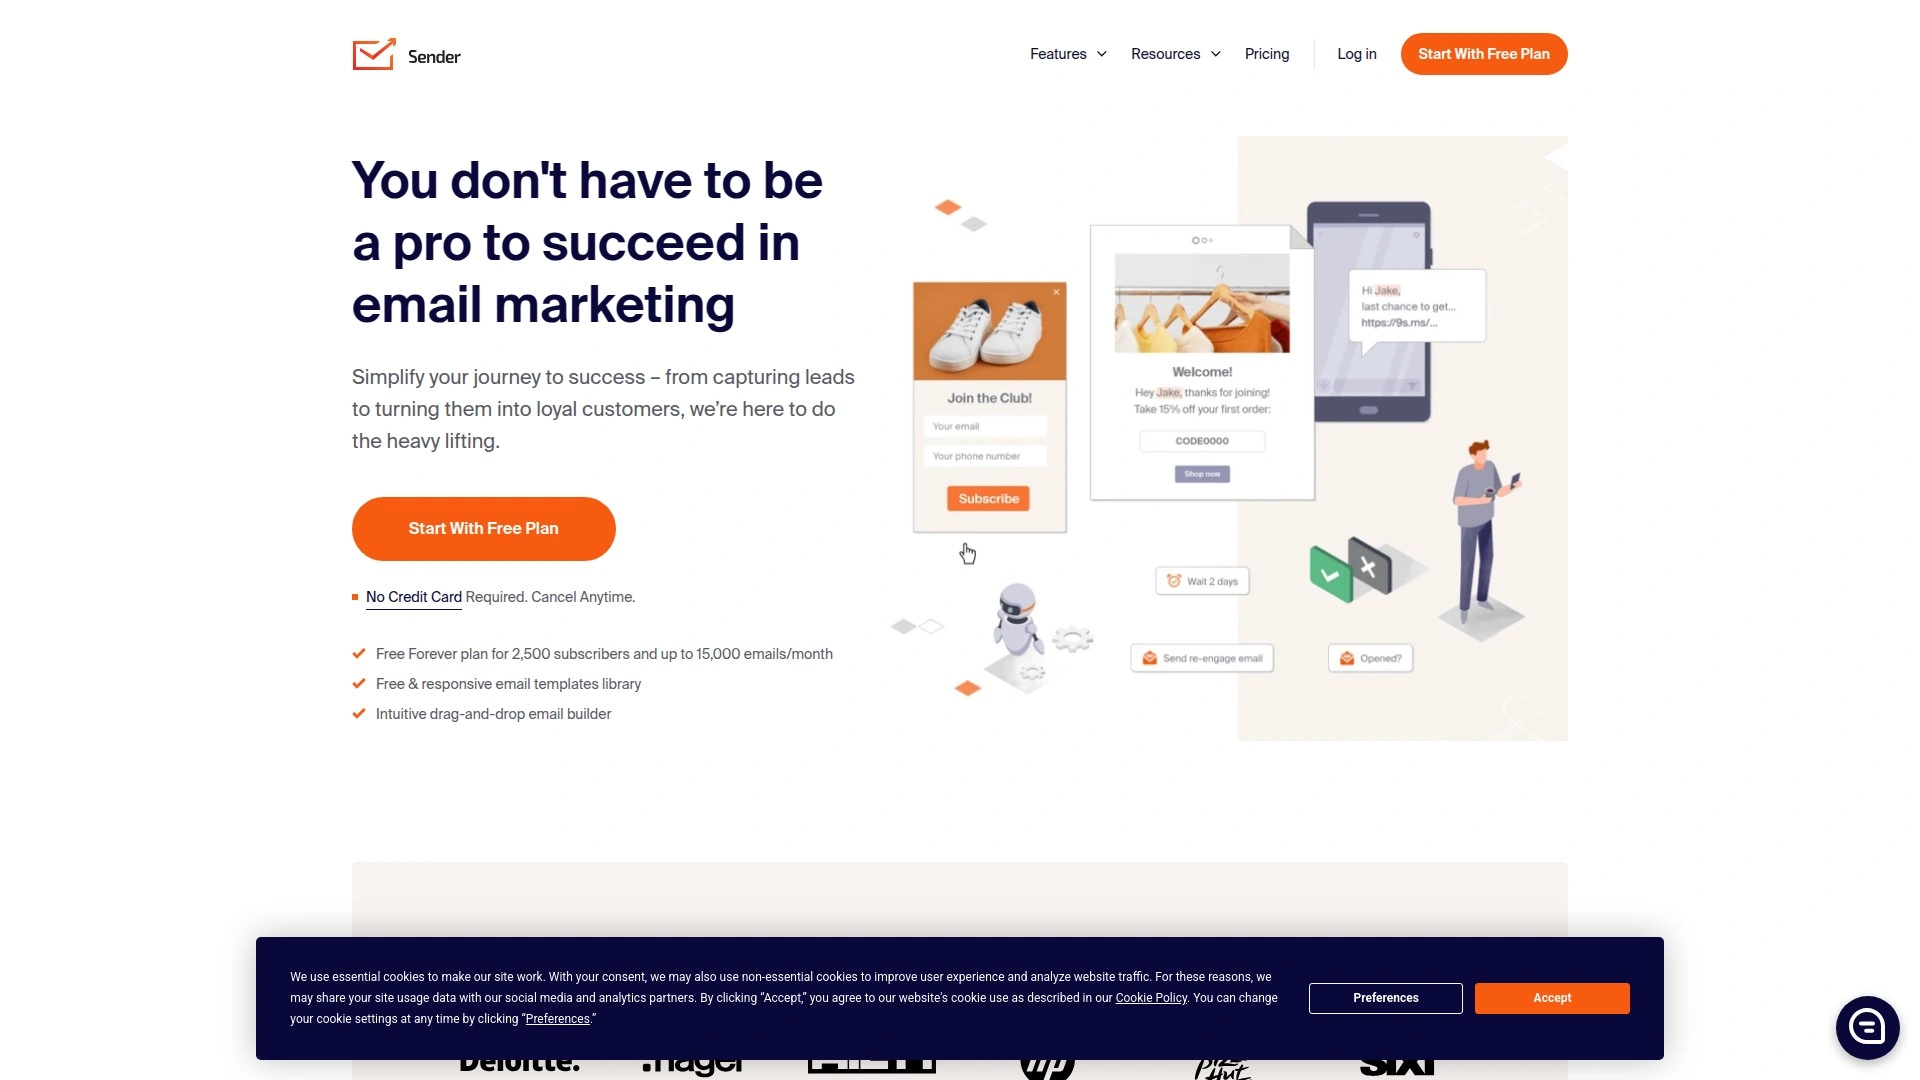 Sender
Features
Resources
Pricing
Log in
Start With Free Plan
You don't have to be
a pro to succeed in
email marketing
Simplify your journey to success – from capturing leads
to turning them into loyal customers, we’re here to do
the heavy lifting.
Start With Free Plan
No Credit Card Required. Cancel Anytime.
Free Forever plan for 2,500 subscribers and up to 15,000 emails/month
Free & responsive email templates library
Intuitive drag-and-drop email builder
Join the Club!
Your email
Your phone number
Subscribe
Welcome!
Hey Jake, thanks for joining!
Take 15% off your first order:
CODE0000
Shop now
Hi Jake,
last chance to get...
https://9s.ms/...
Wait 2 days
Send re-engage email
Opened?
We use essential cookies to make our site work. With your consent, we may also use non-essential cookies to improve user experience and analyze website traffic. For these reasons, we
may share your site usage data with our social media and analytics partners. By clicking “Accept,” you agree to our website's cookie use as described in our Cookie Policy. You can change
your cookie settings at any time by clicking “Preferences.”
Preferences
Accept
Deloitte.
hp
Hut
SIXT